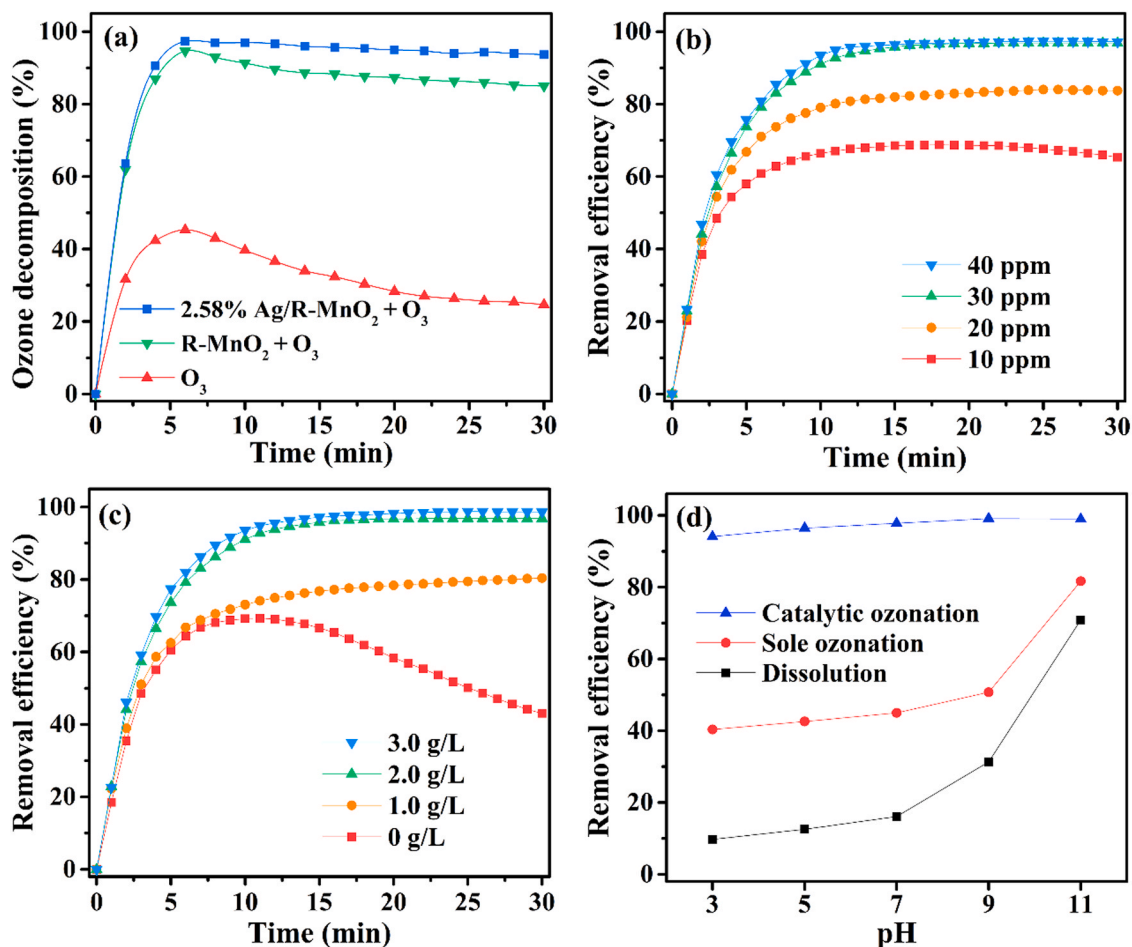 (a)
Ozone decomposition (%)
100
80
60
40
20
0
2.58% Ag/R-MnO₂ + O₃
R-MnO₂ + O₃
O₃
0 5 10 15 20 25 30
Time (min)
(b)
Removal efficiency (%)
100
80
60
40
20
0
40 ppm
30 ppm
20 ppm
10 ppm
0 5 10 15 20 25 30
Time (min)
(c)
Removal efficiency (%)
100
80
60
40
20
0
3.0 g/L
2.0 g/L
1.0 g/L
0 g/L
0 5 10 15 20 25 30
Time (min)
(d)
Removal efficiency (%)
100
80
60
40
20
0
Catalytic ozonation
Sole ozonation
Dissolution
3 5 7 9 11
pH